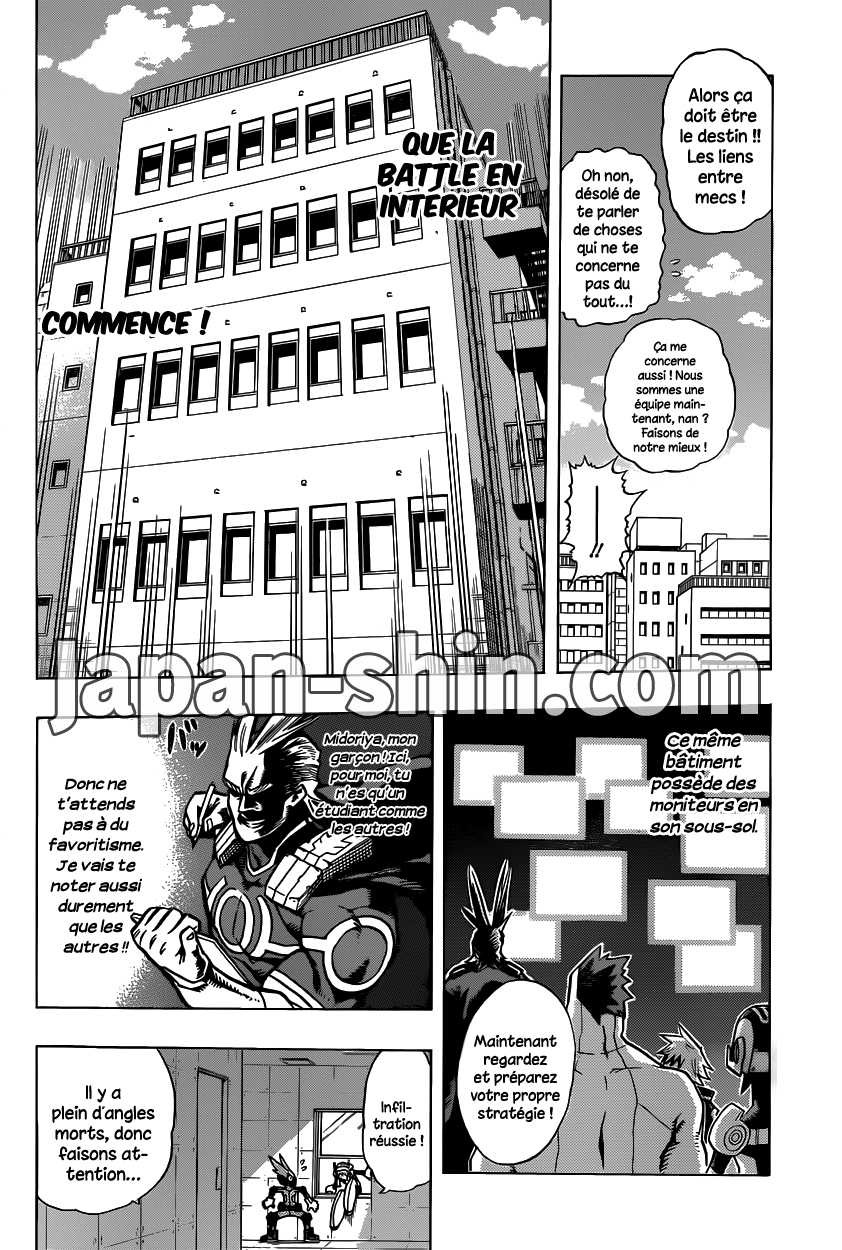 Alors ça
doit être
le destin !!
Les liens
entre
mecs !
Oh non,
désolé de
te parler
de choses
qui ne te
concerne
pas du
tout...!
Ça me
concerne
aussi ! Nous
sommes une
équipe main-
tenant, nan ?
Faisons de
notre mieux !
!!
QUE LA
BATTLE EN
INTERIEUR
COMMENCE !
Japan-shin.com
Ce même
bâtiment
possède des
moniteurs en
son sous-sol.
Maintenant
regardez
et préparez
votre propre
stratégie !
Midoriya, mon
garçon ! Ici,
pour moi, tu
n'es qu'un
étudiant comme
les autres !
バッ
Donc ne
t'attends
pas à du
favoritisme.
Je vais te
noter aussi
durement
que les
autres !!
Infil-
tration
réussie !
Il y a
plein d'angles
morts, donc
faisons at-
tention...